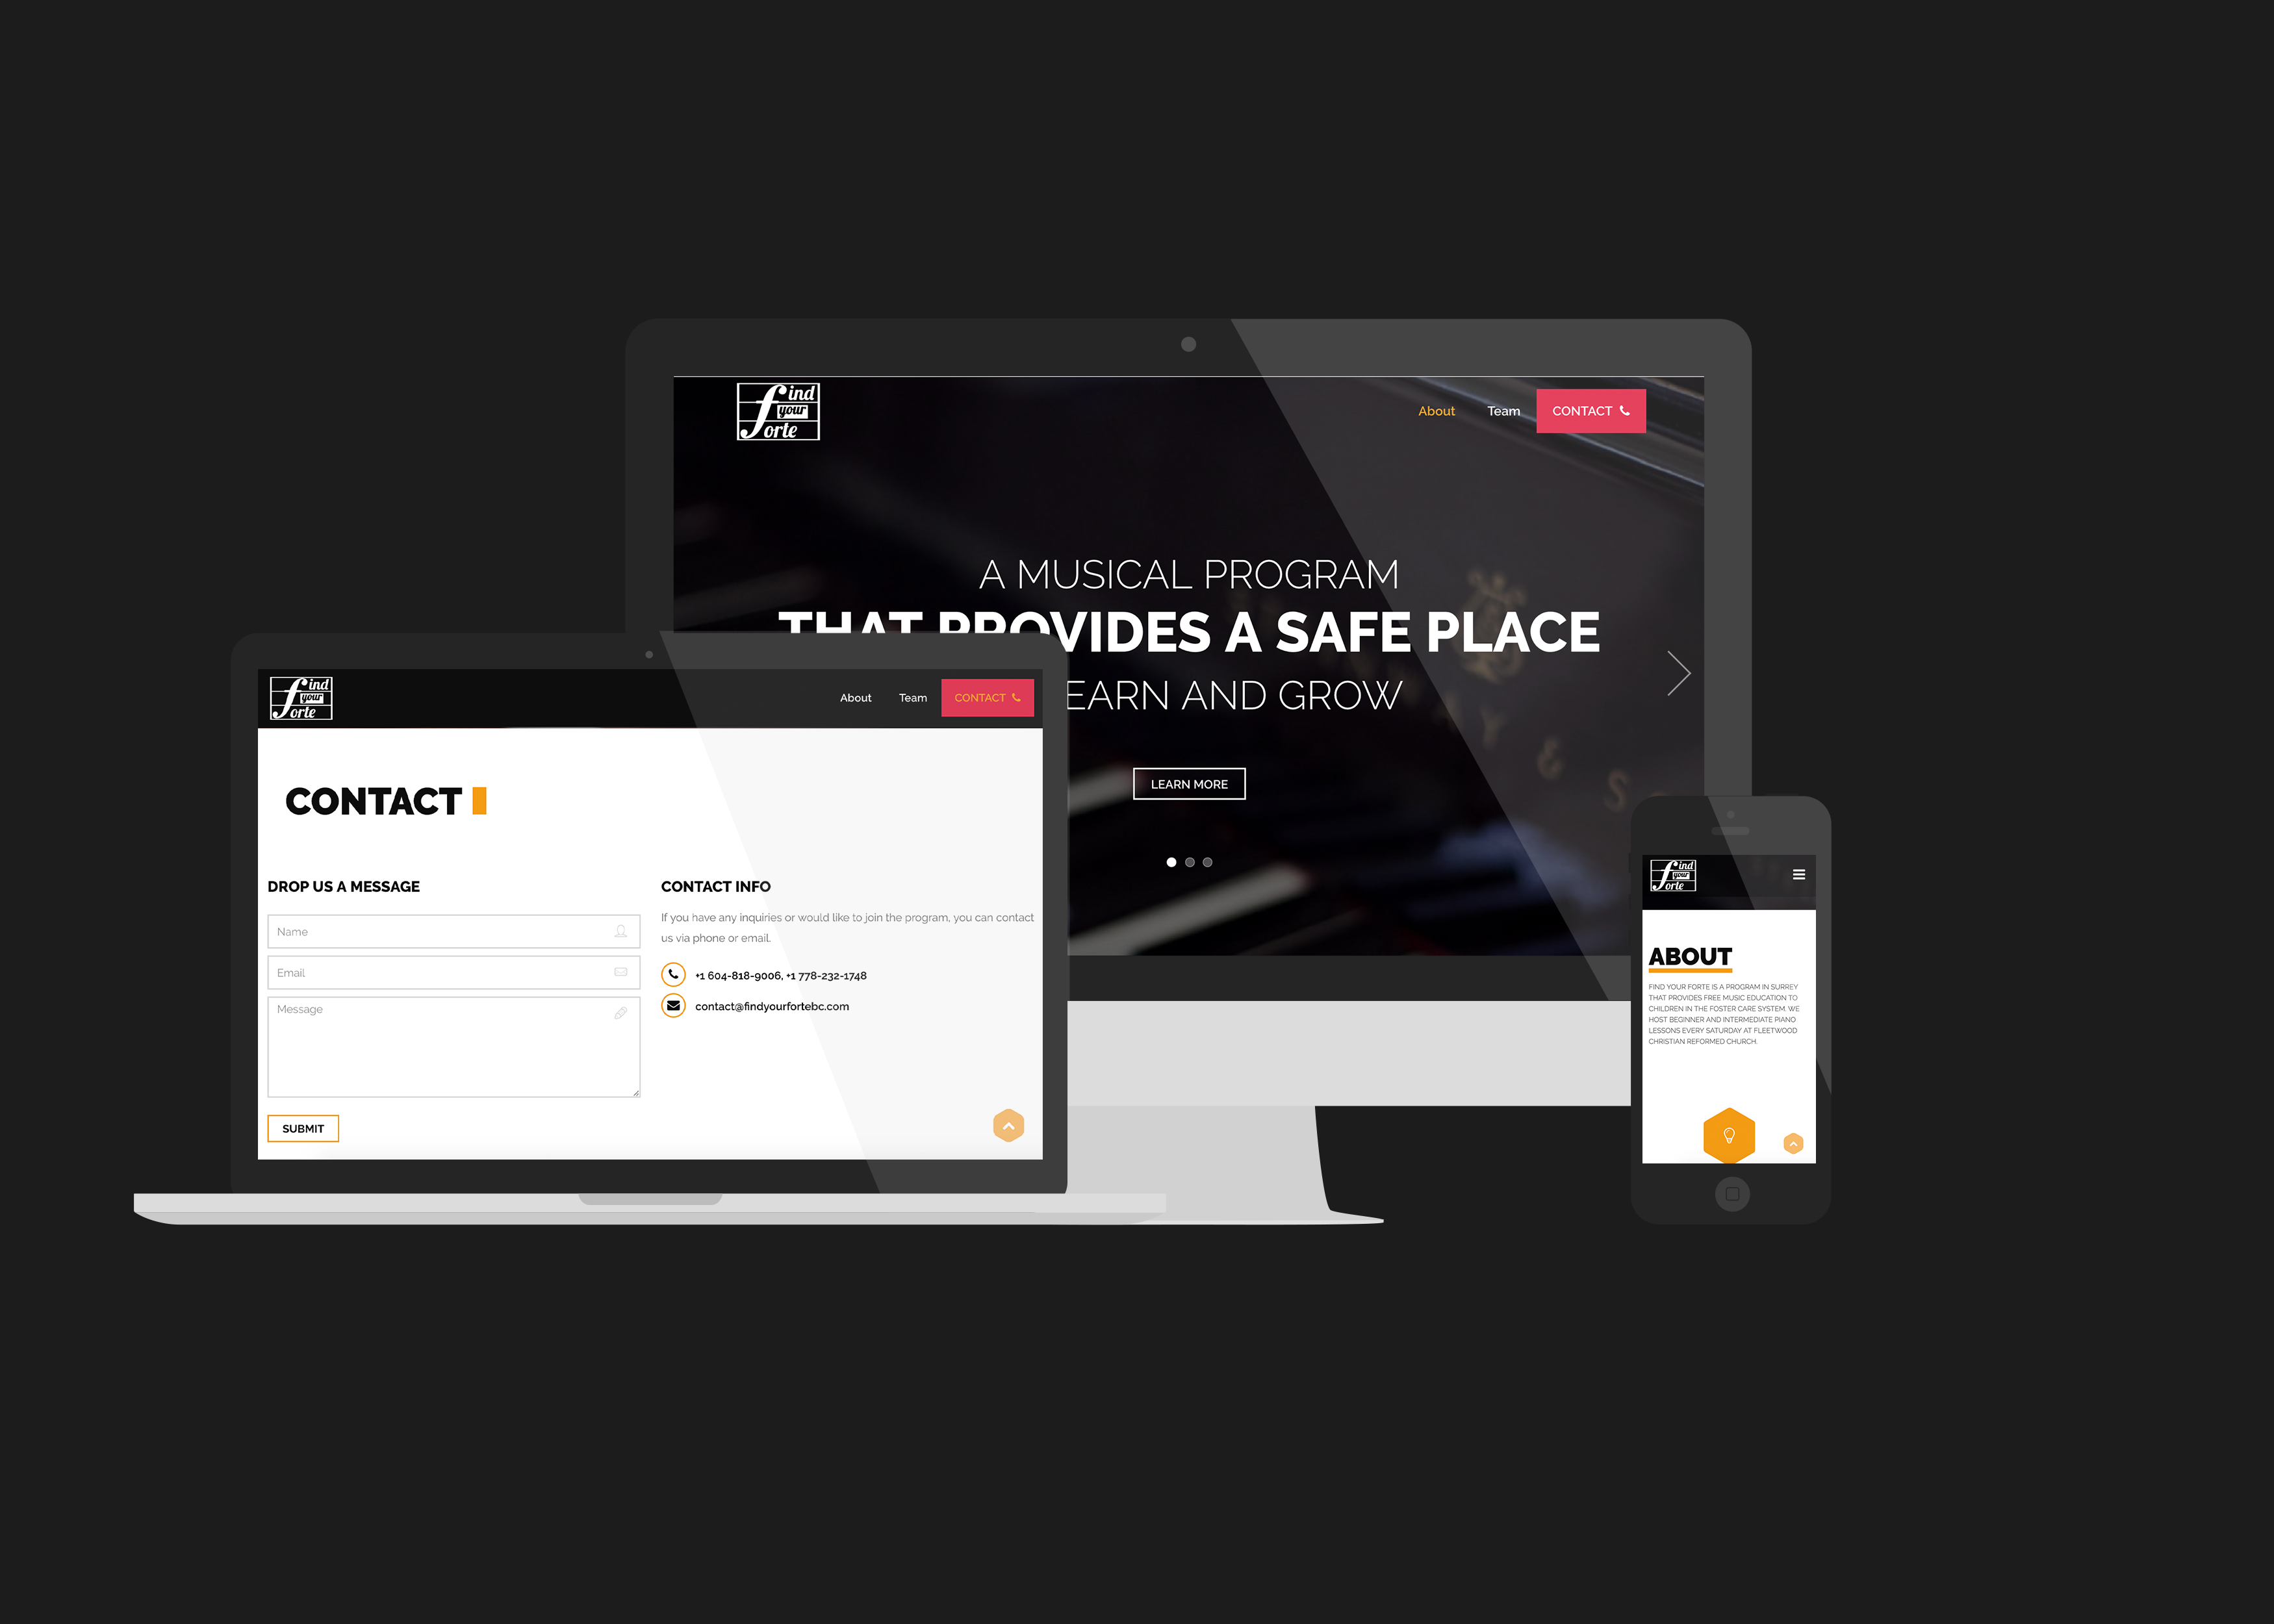 find
your
forte
About
Team
CONTACT
A MUSICAL PROGRAM
THAT PROVIDES A SAFE PLACE
AND GROW
LEARN MORE
find
your
forte
About
Team
CONTACT
CONTACT
DROP US A MESSAGE
Name
Email
Message
SUBMIT
CONTACT INFO
If you have any inquiries or would like to join the program, you can contact
us via phone or email.
+1 604-818-9006, +1 778-232-1748
contact@findyourfortebc.com
find
your
forte
ABOUT
FIND YOUR FORTE IS A PROGRAM IN SURREY
THAT PROVIDES FREE MUSIC EDUCATION TO
CHILDREN IN THE FOSTER CARE SYSTEM. WE
HOST BEGINNER AND INTERMEDIATE PIANO
LESSONS EVERY SATURDAY AT FLEETWOOD
CHRISTIAN REFORMED CHURCH.